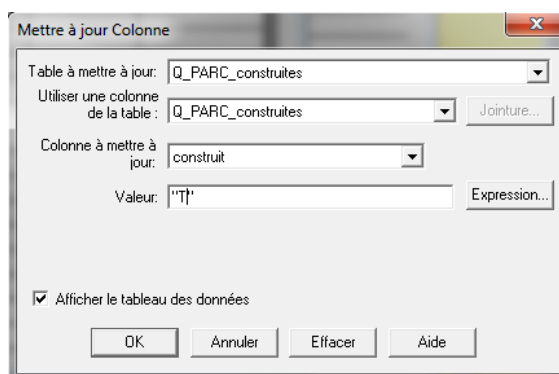 Mettre à jour Colonne
Table à mettre à jour: Q_PARC_construites
Utiliser une colonne
de la table : Q_PARC_construites Jointure...
Colonne à mettre à
jour: construit
Valeur: "T" Expression...
Afficher le tableau des données
OK Annuler Effacer Aide